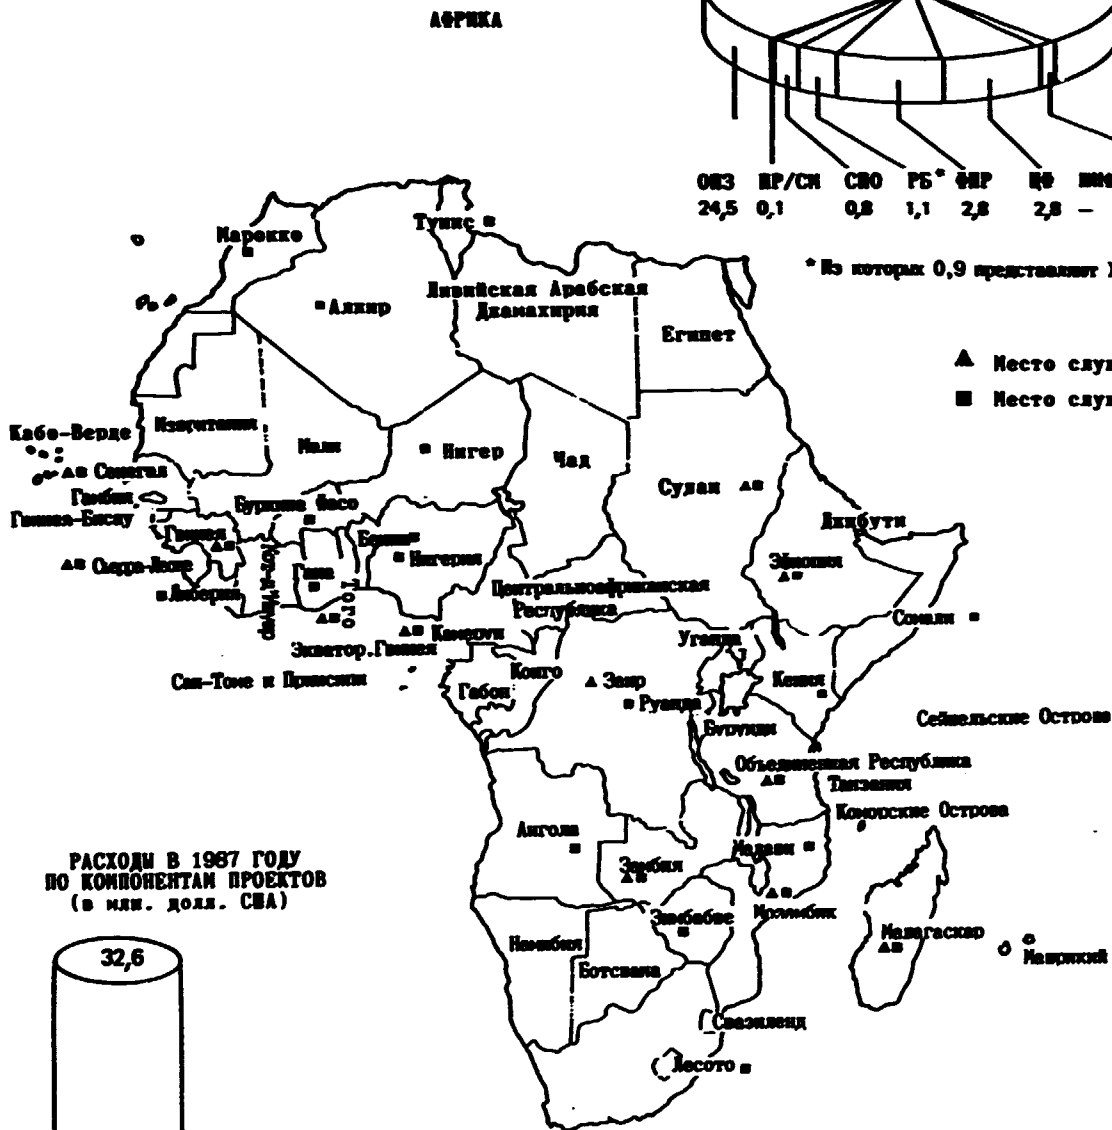 АФРИКА
ОПЗ ПР/СМ СПО РБ* ФПР ЦФ
24,5 0,1 0,8 1,1 2,8 2,8 —
* Из которых 0,9 представляют
▲ Место
■ Место
Марокко
Тунис
Алжир
Ливийская Арабская
Джамахирия
Египет
Кабо-Верде
Мавритания
Мали
Нигер
Чад
Судан
Сенегал
Гамбия
Гвинея-Бисау
Буркина Фасо
Джибути
Гвинея
Бенин
Нигерия
Эфиопия
Сьерра-Леоне
Гана
Того
Либерия
Кот-д'Ивуар
Центральноафриканская
Республика
Сомали
Камерун
Экватор.Гвинея
Уганда
Сан-Томе и Принсипи
Конго
Габон
Заир
Руанда
Кения
Бурунди
Сейшельские Острова
Объединенная Республика
Танзания
Коморские Острова
Ангола
Малави
Замбия
РАСХОДЫ В 1987 ГОДУ
ПО КОМПОНЕНТАМ ПРОЕКТОВ
(в млн. долл. США)
Зимбабве
Мозамбик
Мадагаскар
Намибия
32,6
Маврикий
Ботсвана
Свазиленд
Лесото